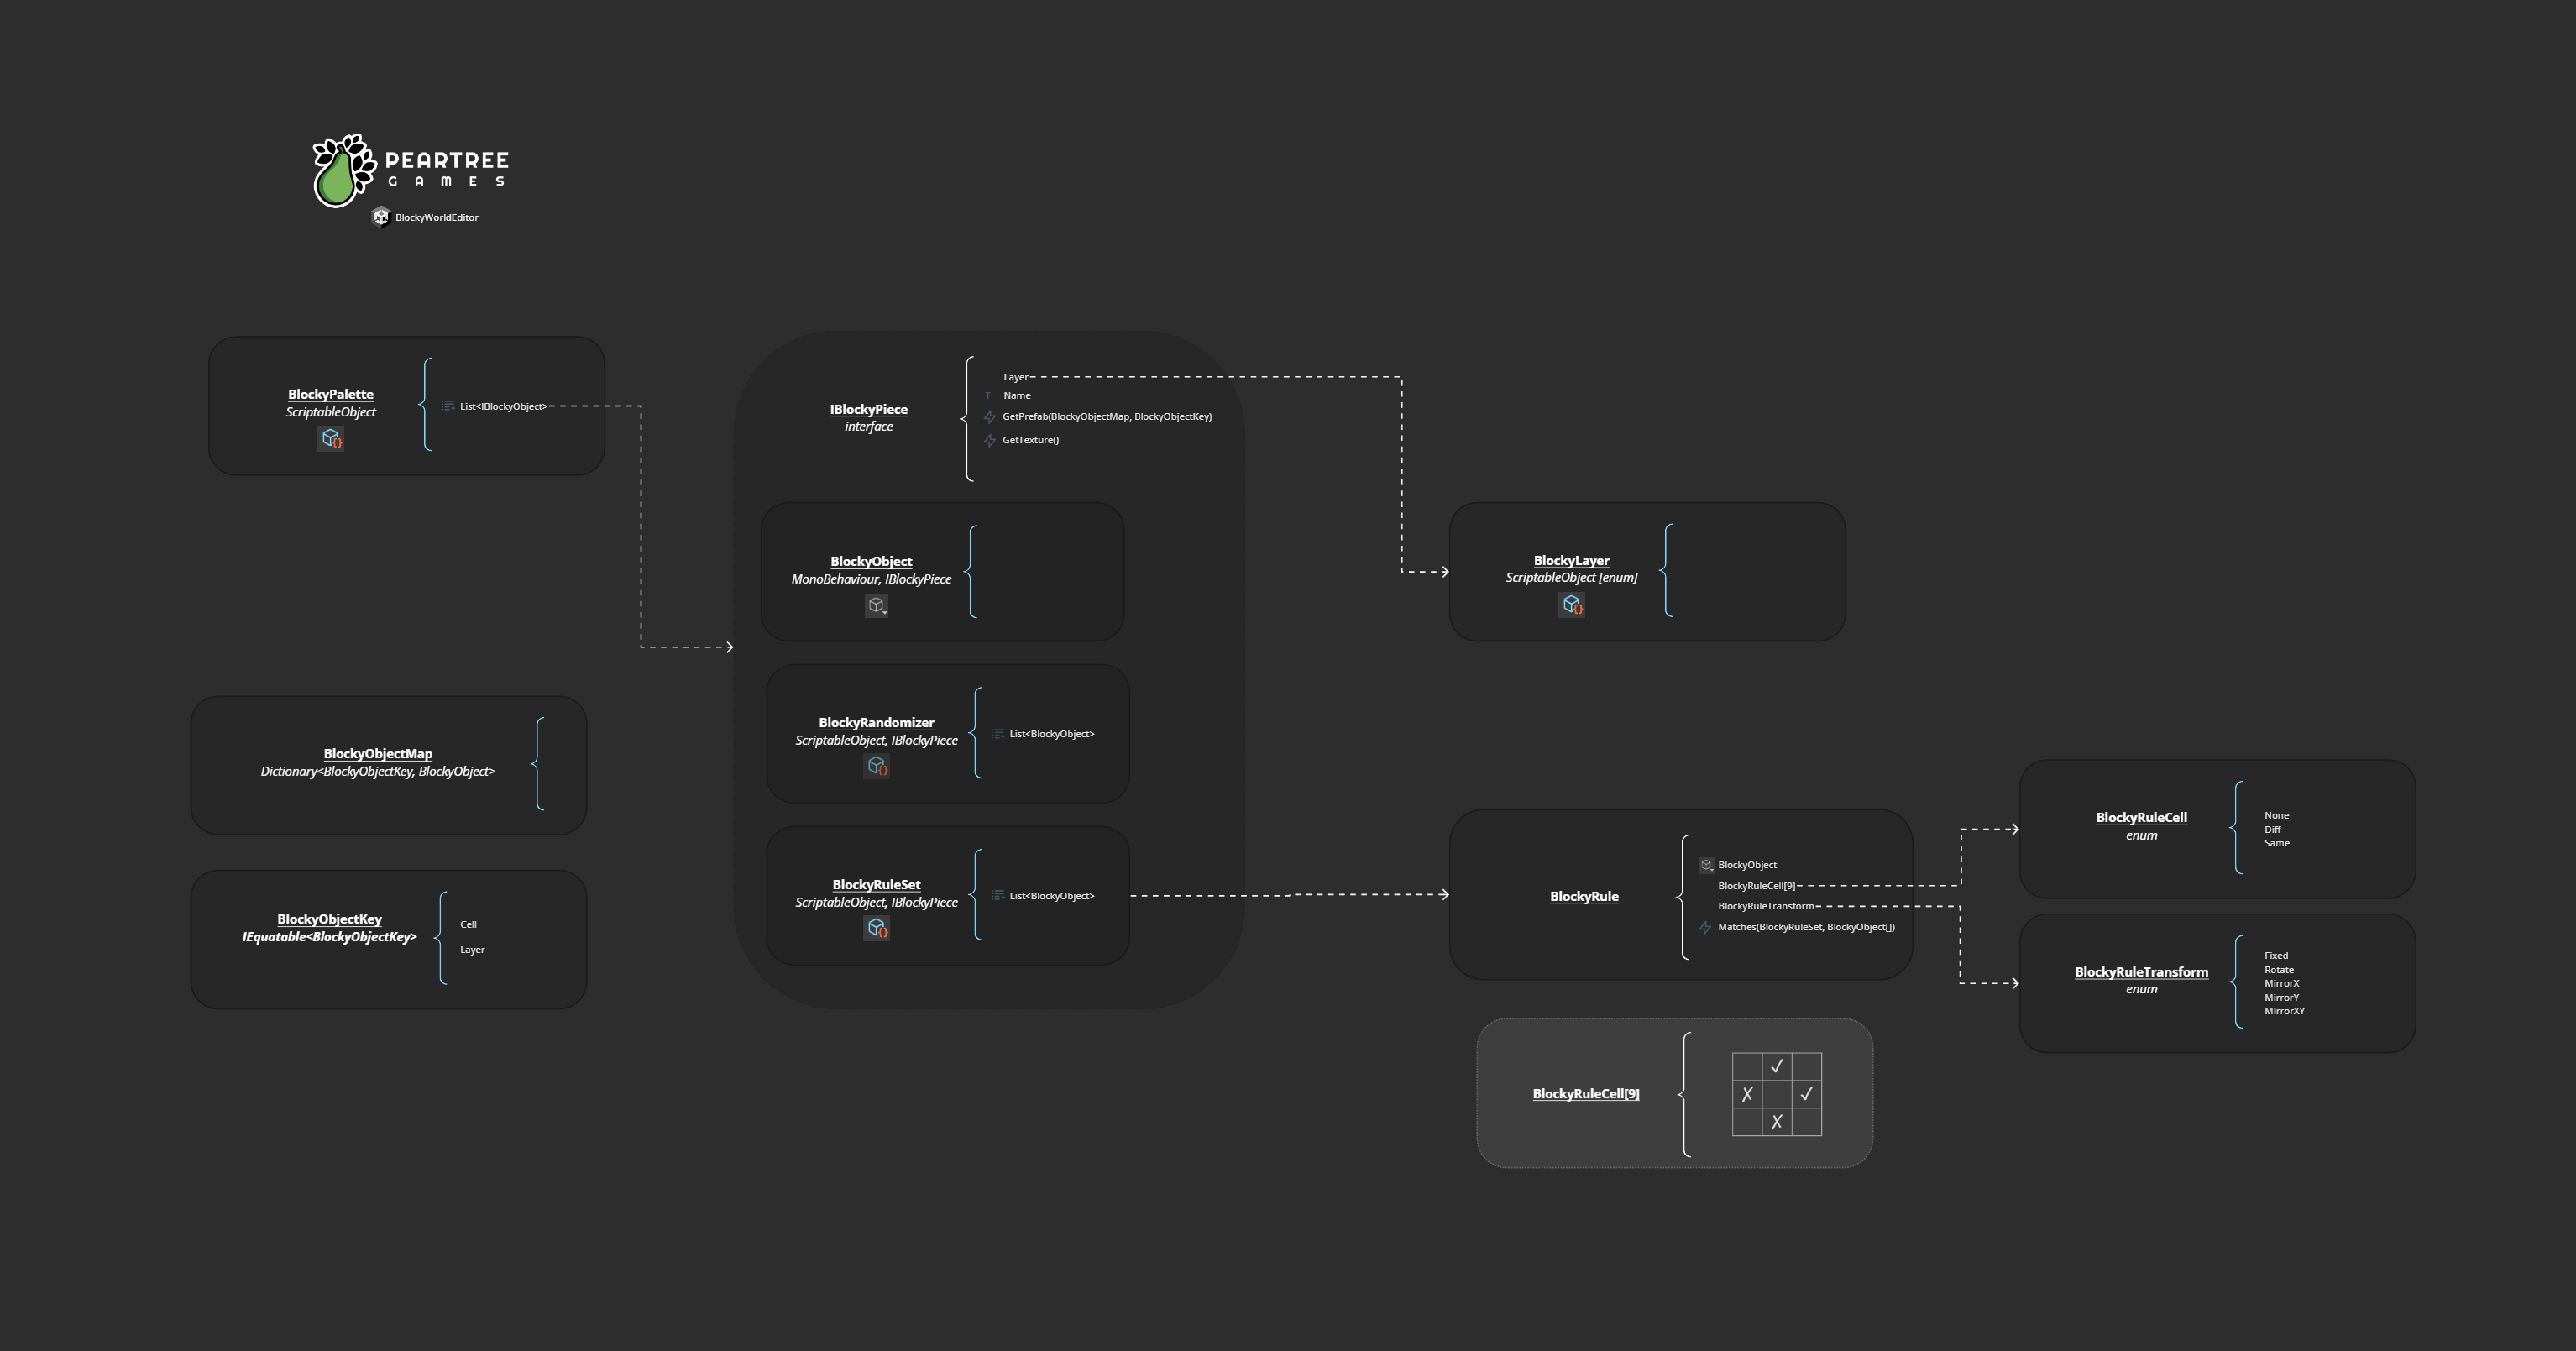 PEARTREE
GAMES
BlockyWorldEditor
BlockyPalette
ScriptableObject
List<IBlockyObject>
IBlockyPiece
interface
Layer
T Name
GetPrefab(BlockyObjectMap, BlockyObjectKey)
GetTexture()
BlockyObject
MonoBehaviour, IBlockyPiece
BlockyLayer
ScriptableObject [enum]
BlockyRandomizer
ScriptableObject, IBlockyPiece
List<BlockyObject>
BlockyObjectMap
Dictionary<BlockyObjectKey, BlockyObject>
BlockyObjectKey
IEquatable<BlockyObjectKey>
Cell
Layer
BlockyRuleSet
ScriptableObject, IBlockyPiece
List<BlockyObject>
BlockyRule
BlockyObject
BlockyRuleCell[9]
BlockyRuleTransform
Matches(BlockyRuleSet, BlockyObject[])
BlockyRuleCell
enum
None
Diff
Same
BlockyRuleTransform
enum
Fixed
Rotate
MirrorX
MirrorY
MIrrorXY
BlockyRuleCell[9]
✓
✗ ✓
✗